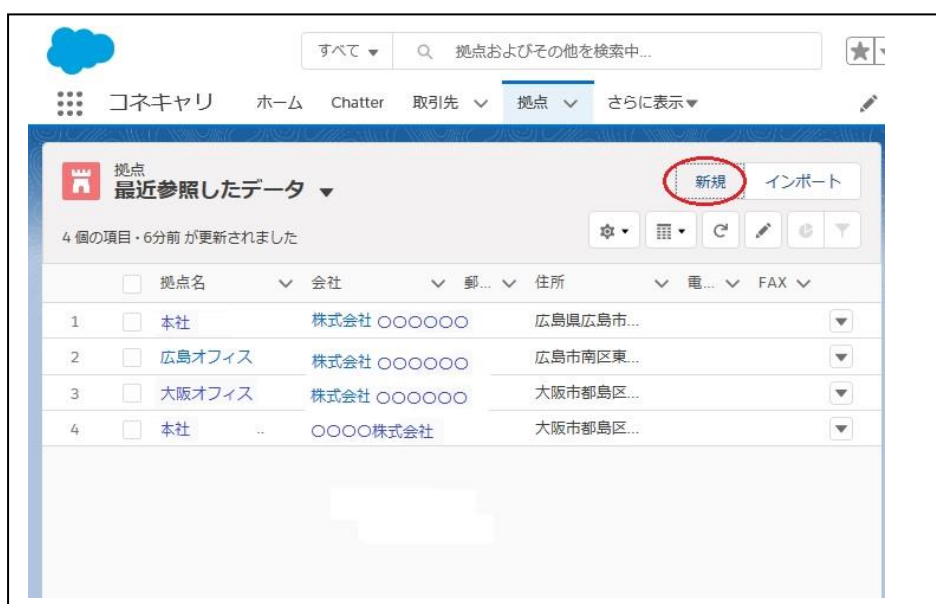 すべて 拠点およびその他を検索中...
コネキャリ ホーム Chatter 取引先 拠点 さらに表示
拠点
最近参照したデータ
新規 インポート
4 個の項目・6分前 が更新されました
拠点名 会社 郵... 住所 電... FAX
1 本社 株式会社 〇〇〇〇〇〇 広島県広島市...
2 広島オフィス 株式会社 〇〇〇〇〇〇 広島市南区東...
3 大阪オフィス 株式会社 〇〇〇〇〇〇 大阪市都島区...
4 本社 .. 〇〇〇〇株式会社 大阪市都島区...